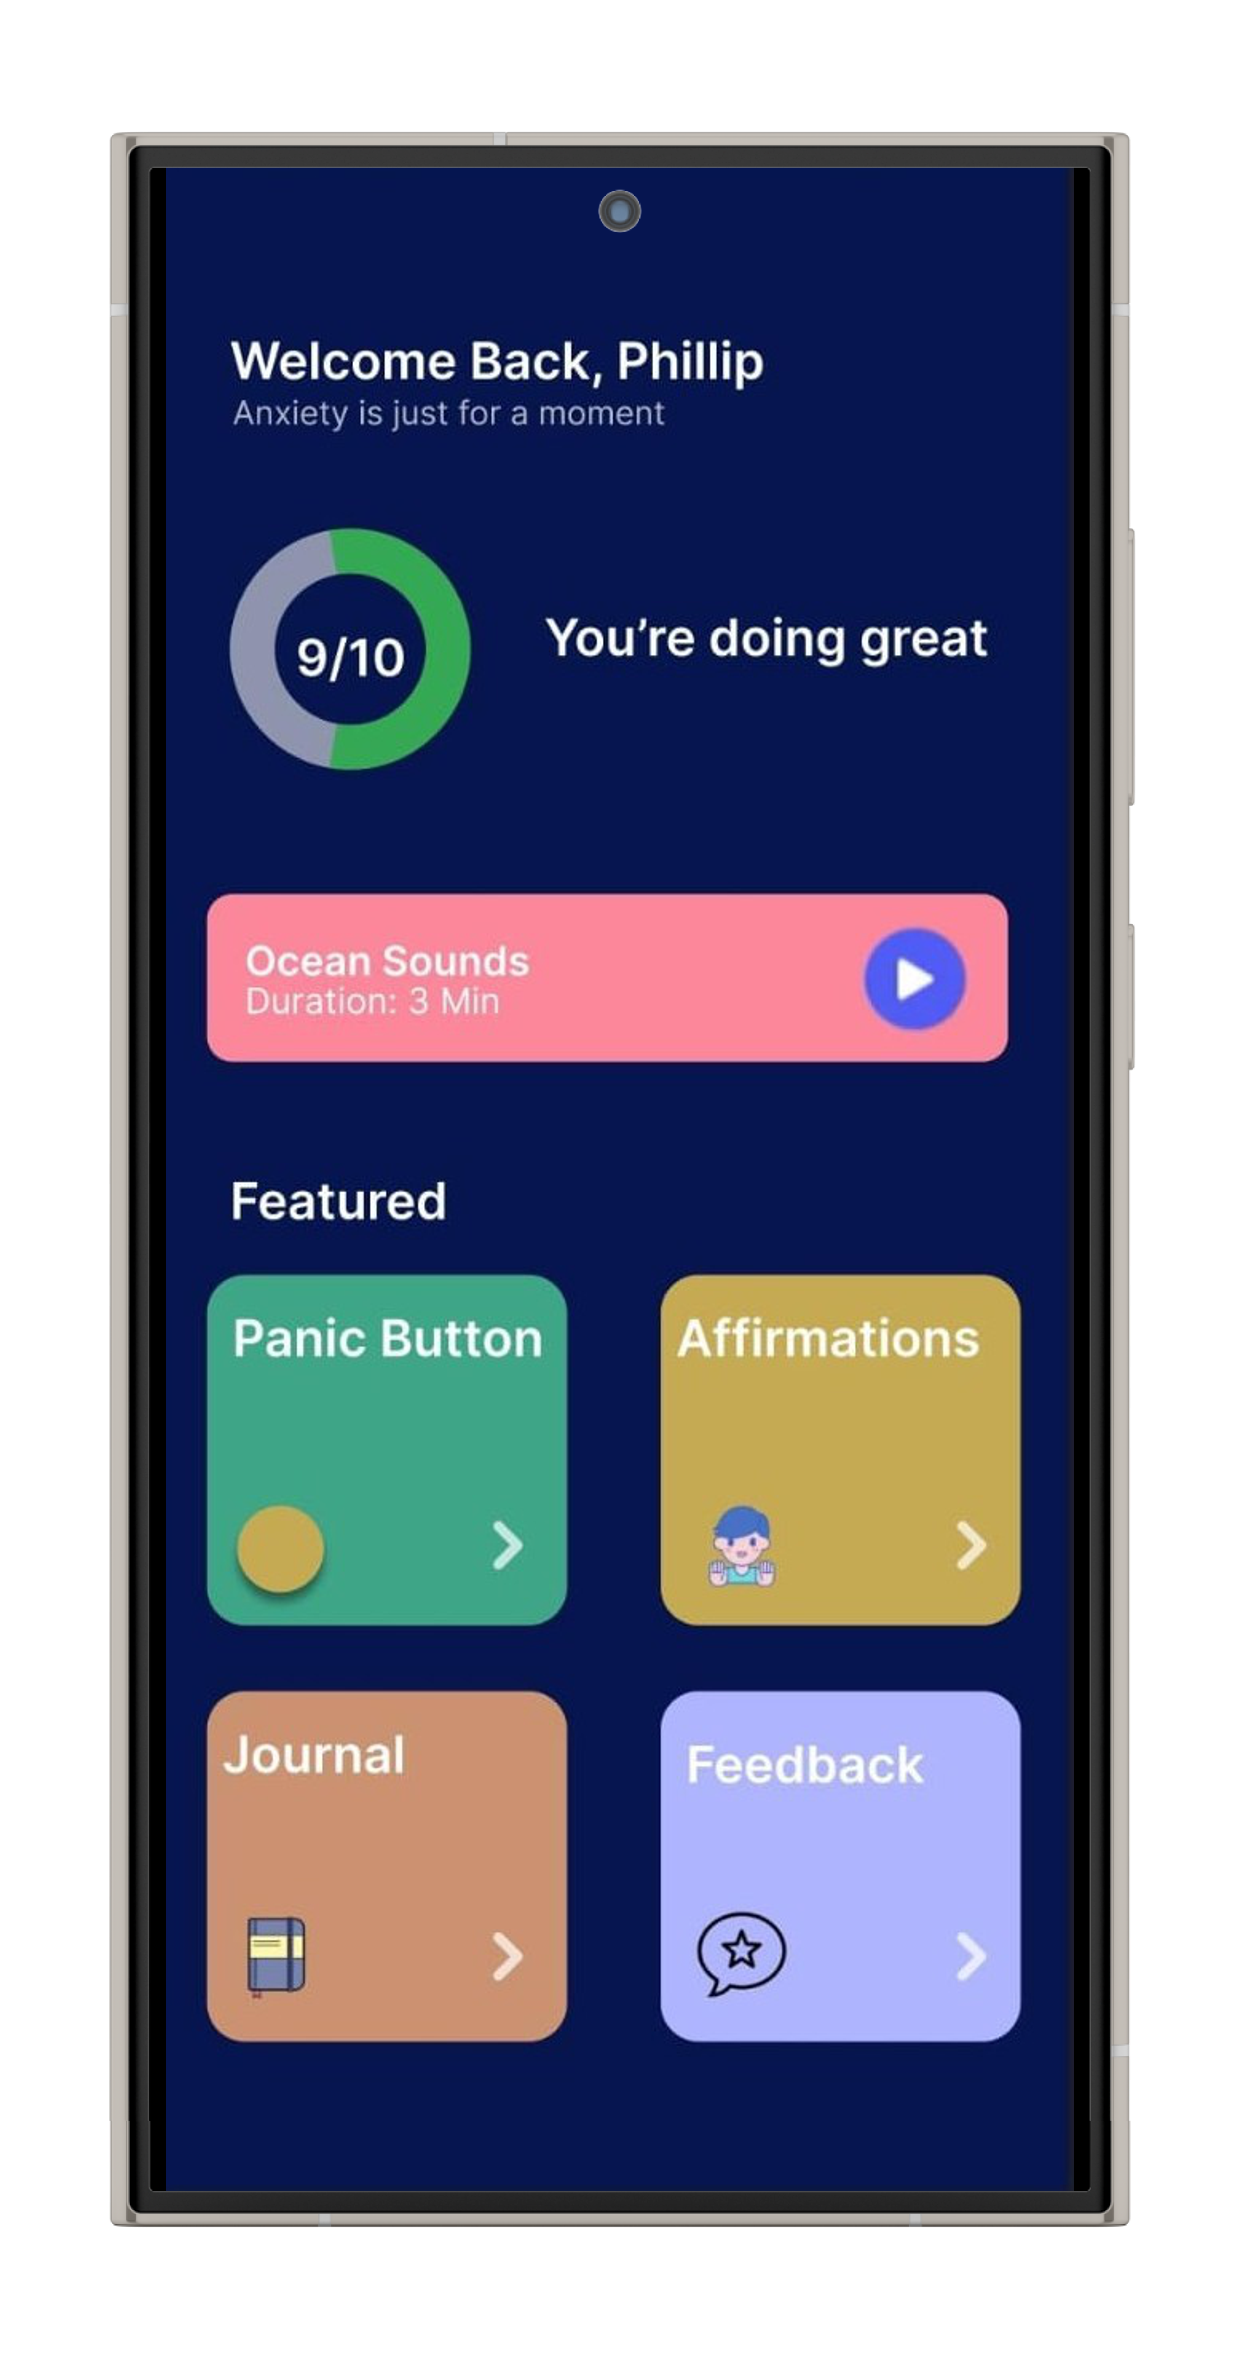 Welcome Back, Phillip
Anxiety is just for a moment
9/10
You're doing great
Ocean Sounds
Duration: 3 Min
Featured
Panic Button
Affirmations
Journal
Feedback